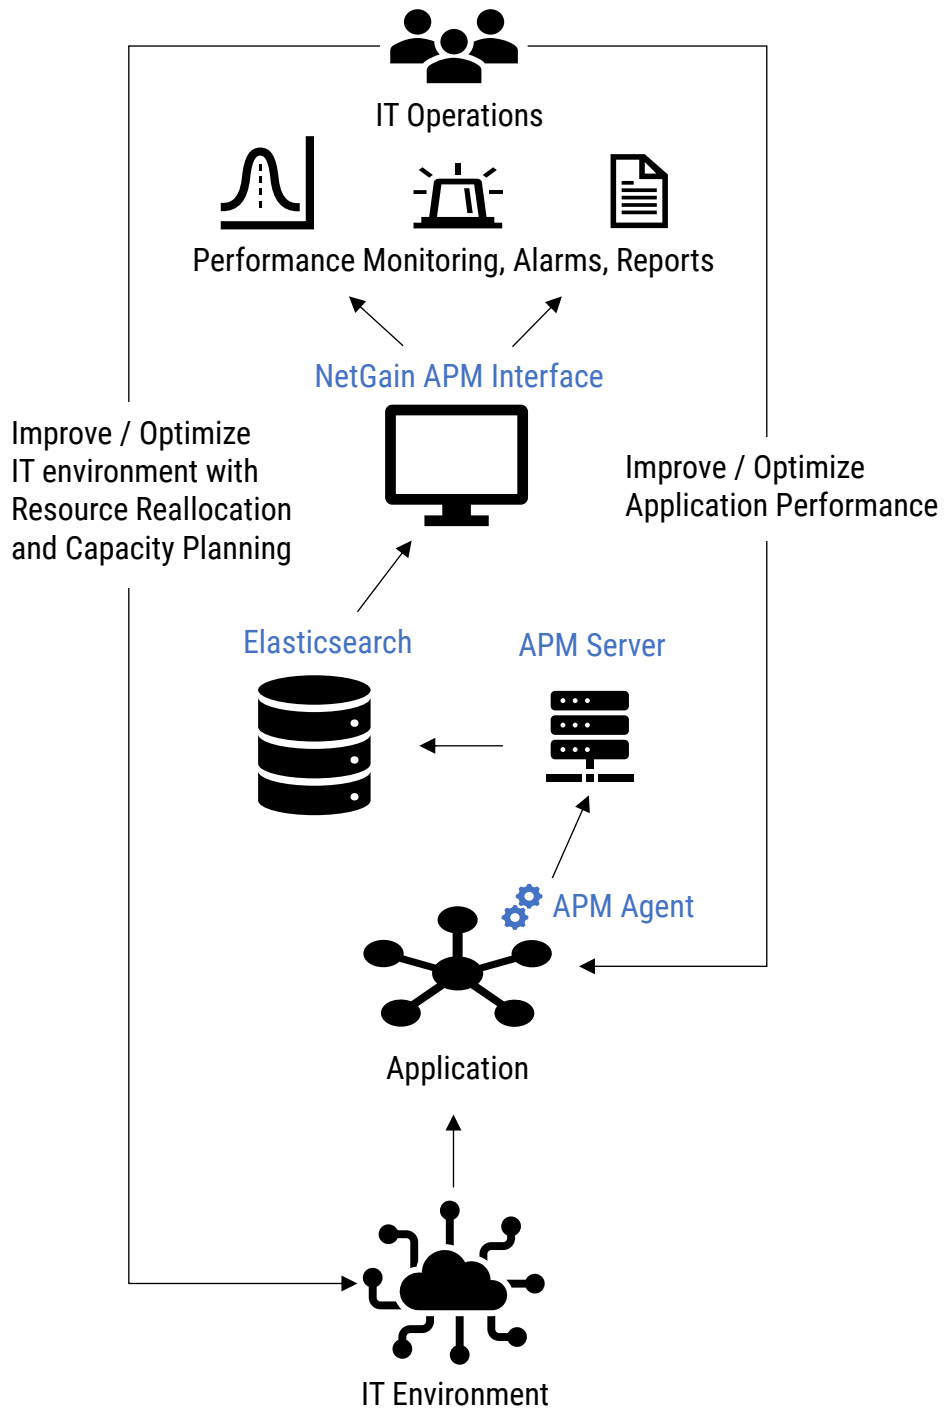 IT Operations
Performance Monitoring, Alarms, Reports
NetGain APM Interface
Improve / Optimize
IT environment with
Resource Reallocation
and Capacity Planning
Improve / Optimize
Application Performance
Elasticsearch
APM Server
APM Agent
Application
IT Environment